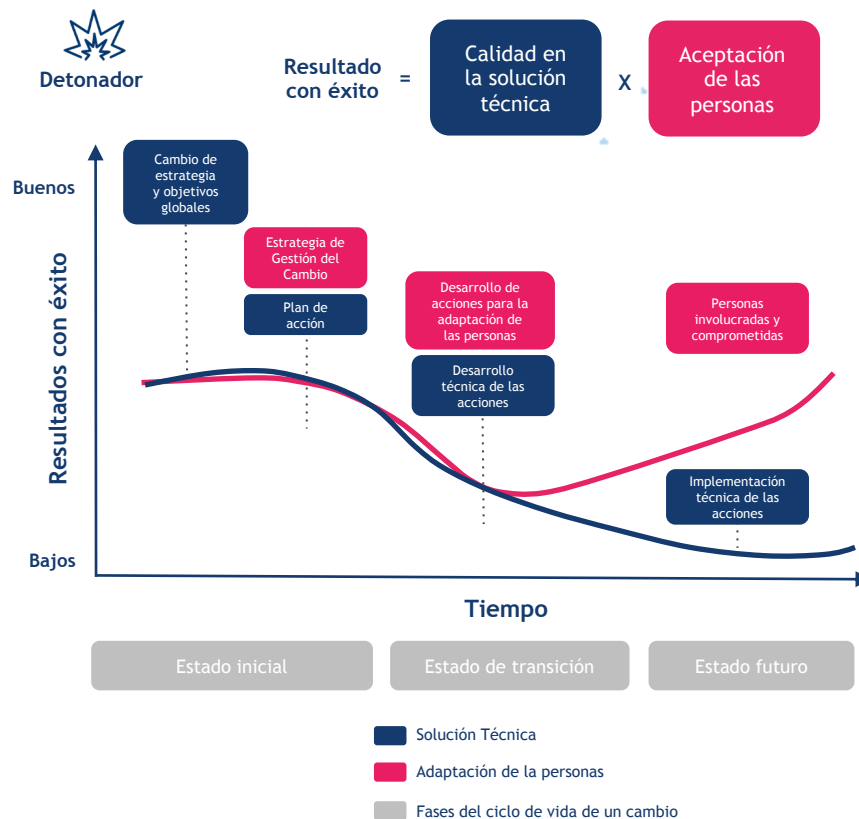 Detonador
Resultado
con éxito
=
Calidad en
la solución
técnica
X
Aceptación
de las
personas
Buenos
Resultados con éxito
Bajos
Cambio de
estrategia
y objetivos
globales
Estrategia de
Gestión del
Cambio
Plan de
acción
Desarrollo de
acciones para la
adaptación de
las personas
Desarrollo
técnica de las
acciones
Personas
involucradas y
comprometidas
Implementación
técnica de las
acciones
Tiempo
Estado inicial
Estado de transición
Estado futuro
Solución Técnica
Adaptación de la personas
Fases del ciclo de vida de un cambio